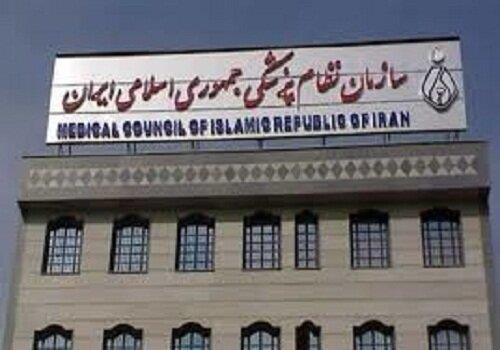 سازمان نظام پزشکی جمهوری اسلامی ایران
MEDICAL COUNCIL OF ISLAMIC REPUBLIC OF IRAN